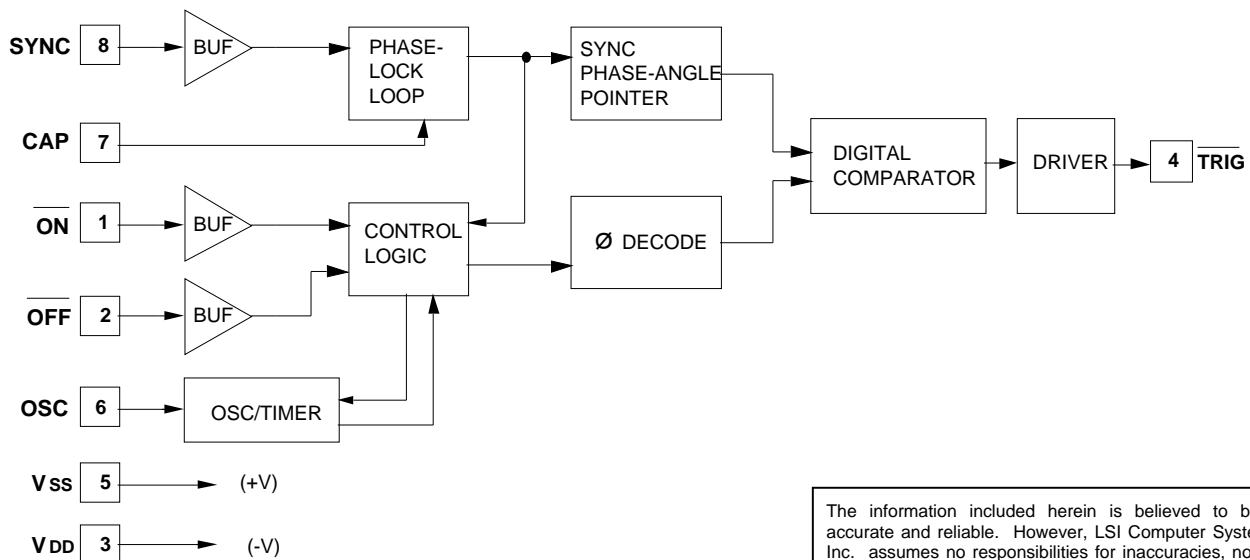 SYNC 8 BUF
PHASE-
LOCK
LOOP
SYNC
PHASE-ANGLE
POINTER
CAP 7
DIGITAL
COMPARATOR
DRIVER
4 TRIG
ON 1 BUF
CONTROL
LOGIC
Ø DECODE
OFF 2 BUF
OSC 6 OSC/TIMER
VSS 5 (+V)
VDD 3 (-V)
The information included herein is believed to b
accurate and reliable. However, LSI Computer Syste
Inc. assumes no responsibilities for inaccuracies, no